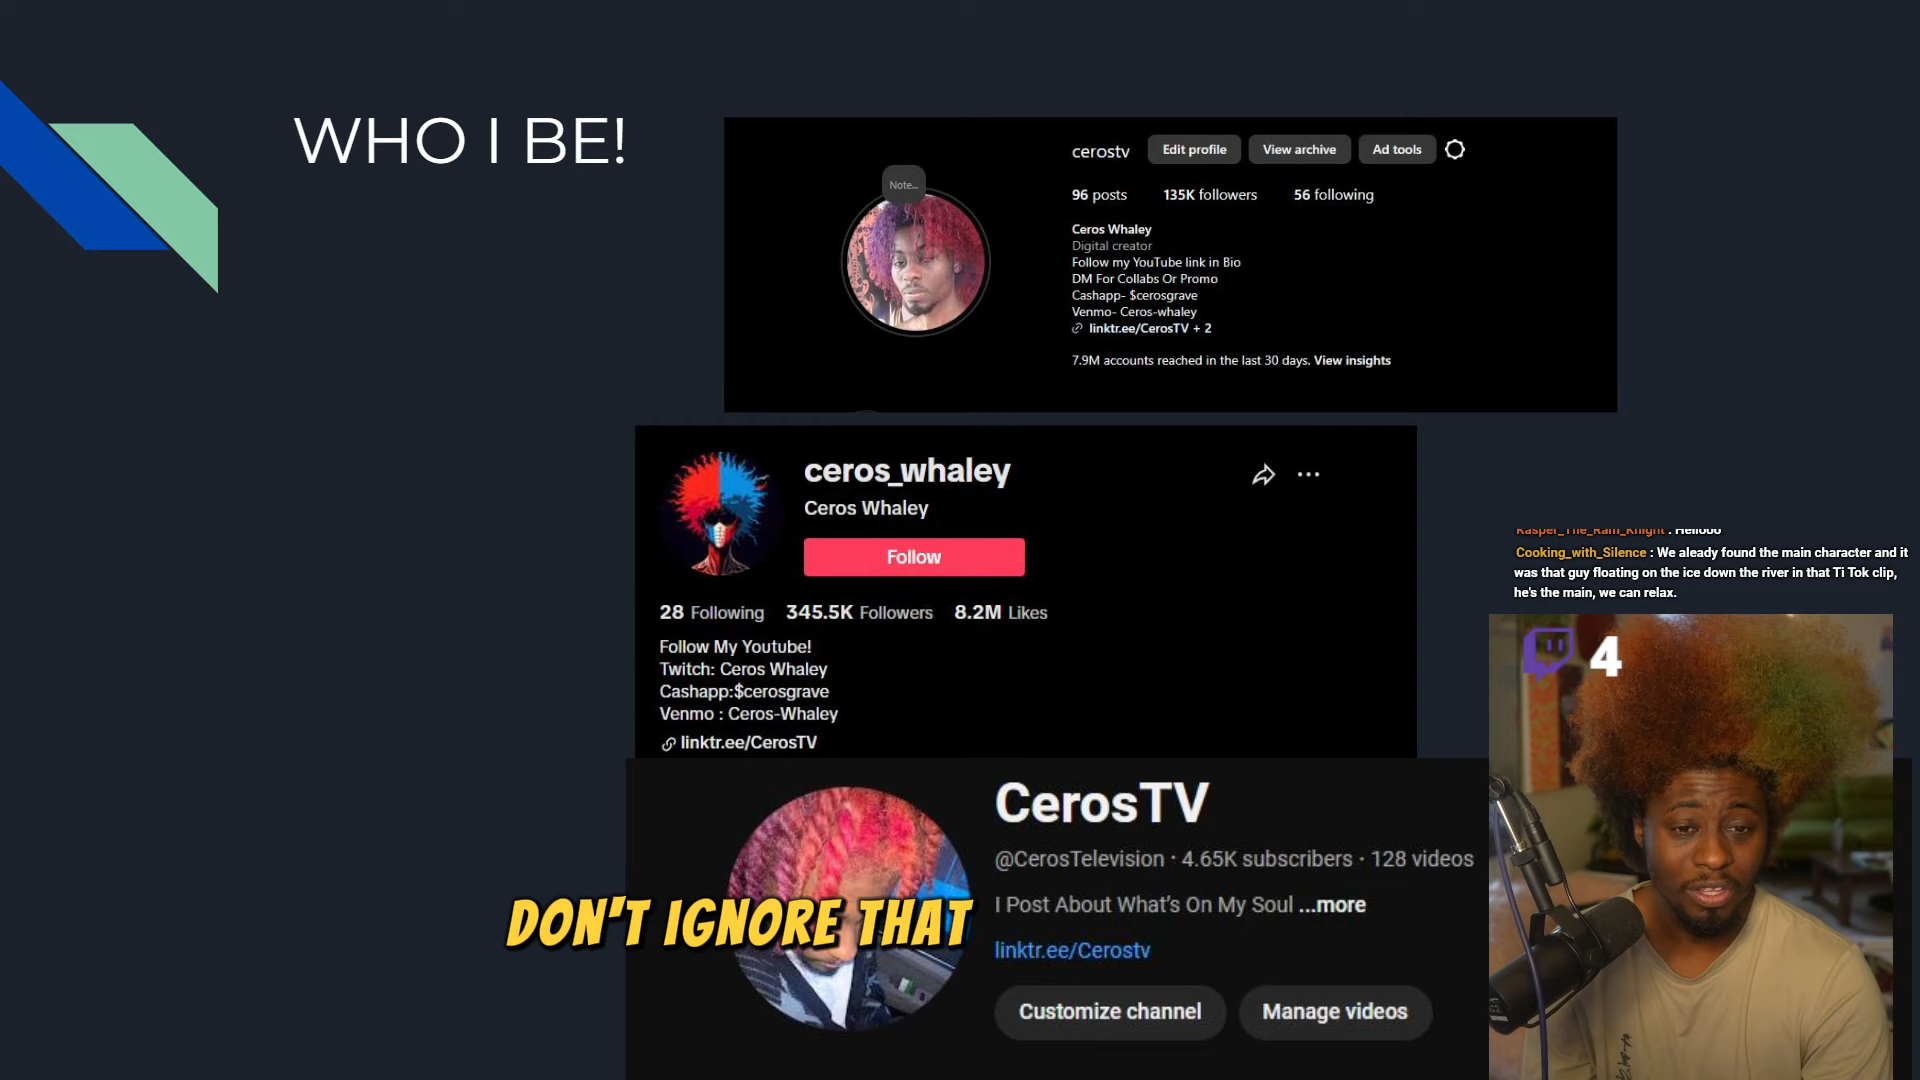 WHO I BE!
cerostv Edit profile View archive Ad tools
Note...
96 posts 135K followers 56 following
Ceros Whaley
Digital creator
Follow my YouTube link in Bio
DM For Collabs Or Promo
Cashapp- $cerosgrave
Venmo- Ceros-whaley
linktr.ee/CerosTV + 2
7.9M accounts reached in the last 30 days. View insights
ceros_whaley
Ceros Whaley
Follow
28 Following 345.5K Followers 8.2M Likes
Follow My Youtube!
Twitch: Ceros Whaley
Cashapp:$cerosgrave
Venmo : Ceros-Whaley
linktr.ee/CerosTV
Kasper_The_Ram_Knight : Hellooo
Cooking_with_Silence : We aleady found the main character and it
was that guy floating on the ice down the river in that Ti Tok clip,
he's the main, we can relax.
4
CerosTV
@CerosTelevision · 4.65K subscribers · 128 videos
I Post About What's On My Soul ...more
DON'T IGNORE THAT
linktr.ee/Cerostv
Customize channel Manage videos